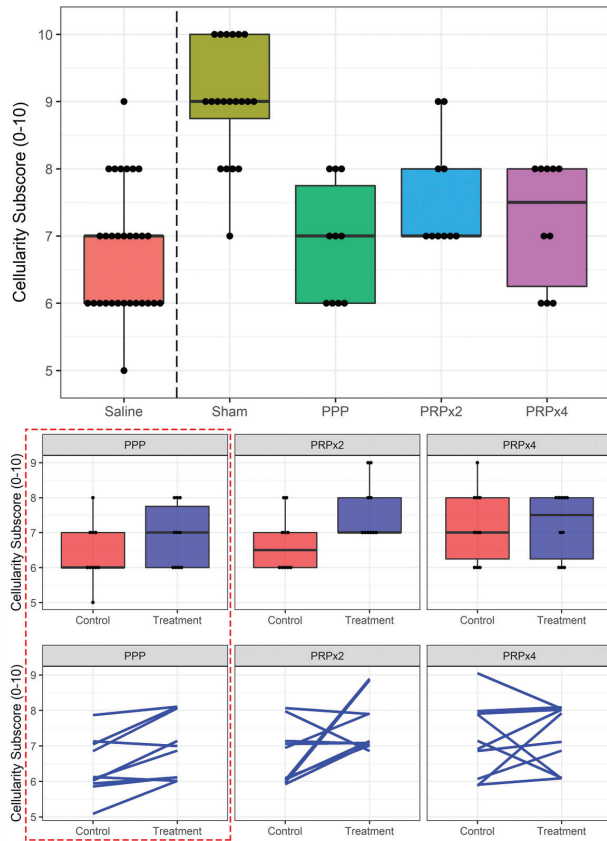 Cellularity Subscore (0-10)
10
9
8
7
6
5
Saline Sham PPP PRPx2 PRPx4
PPP PRPx2 PRPx4
Cellularity Subscore (0-10)
9
8
7
6
5
Control Treatment Control Treatment Control Treatment
PPP PRPx2 PRPx4
Cellularity Subscore (0-10)
9
8
7
6
5
Control Treatment Control Treatment Control Treatment